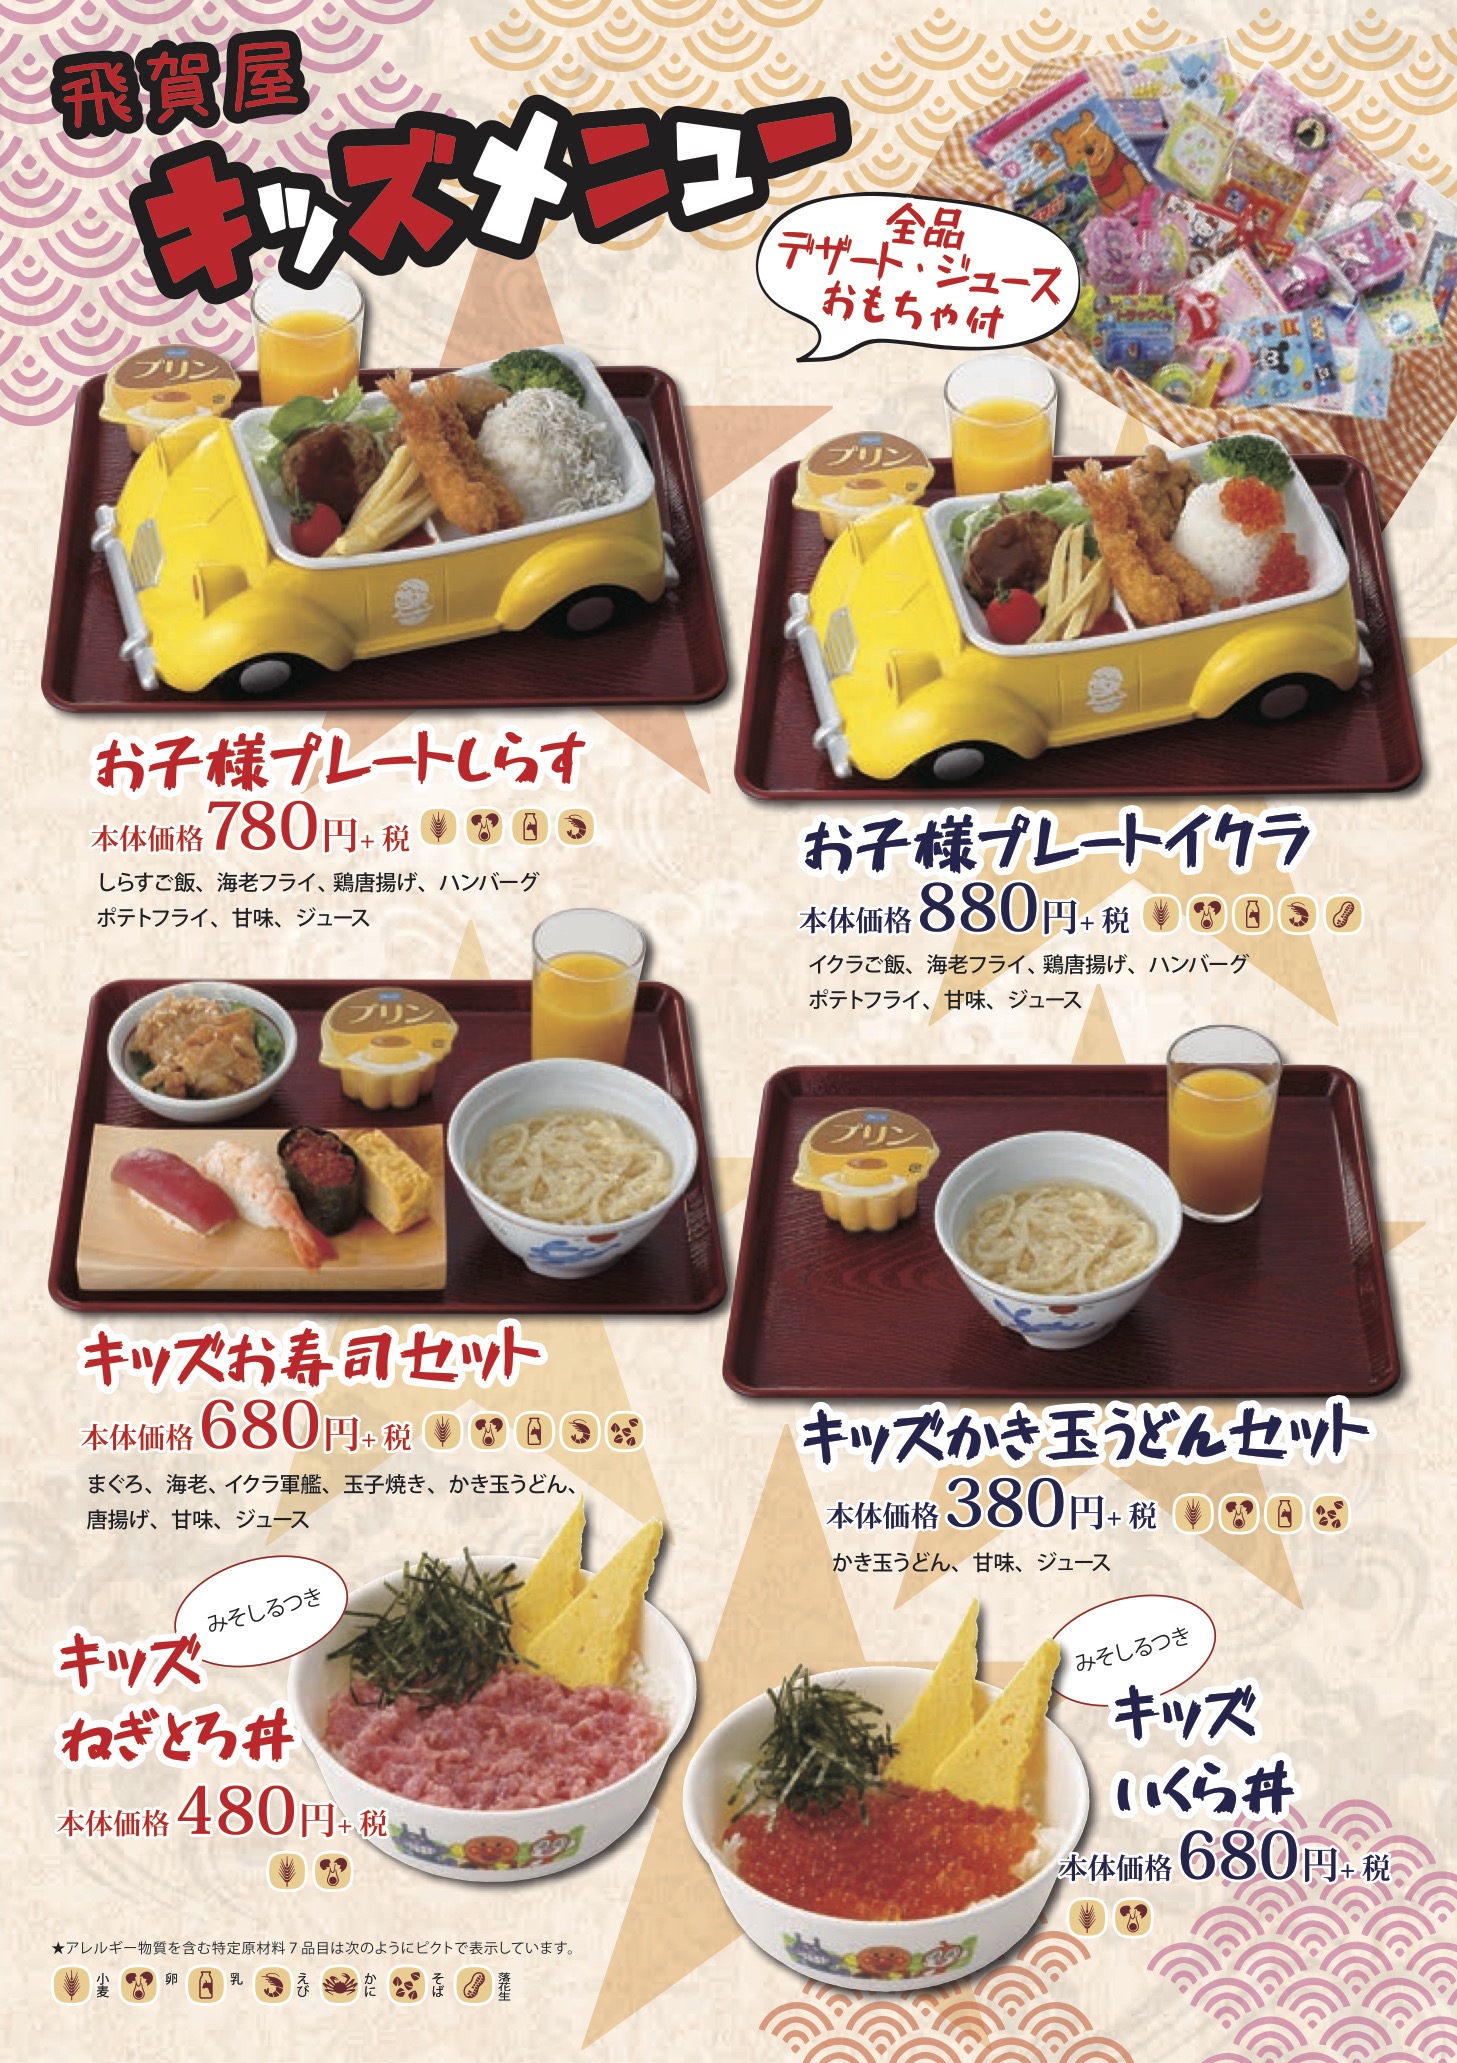 飛賀屋
キッズメニュー
全品
デザート・ジュース
おもちゃ付
プリン
プリン
お子様プレートしらす
本体価格780円+税
しらすご飯、海老フライ、鶏唐揚げ、ハンバーグ
ポテトフライ、甘味、ジュース
お子様プレートイクラ
本体価格880円+税
イクラご飯、海老フライ、鶏唐揚げ、ハンバーグ
ポテトフライ、甘味、ジュース
プリン
プリン
キッズお寿司セット
本体価格680円+税
まぐろ、海老、イクラ軍艦、玉子焼き、かき玉うどん、
唐揚げ、甘味、ジュース
キッズかき玉うどんセット
本体価格380円+税
かき玉うどん、甘味、ジュース
みそしるつき
キッズ
ねぎとろ丼
本体価格480円+税
みそしるつき
キッズ
いくら丼
本体価格680円+税
★アレルギー物質を含む特定原材料7品目は次のようにピクトで表示しています。
小麦 卵 乳 えび かに そば 落花生